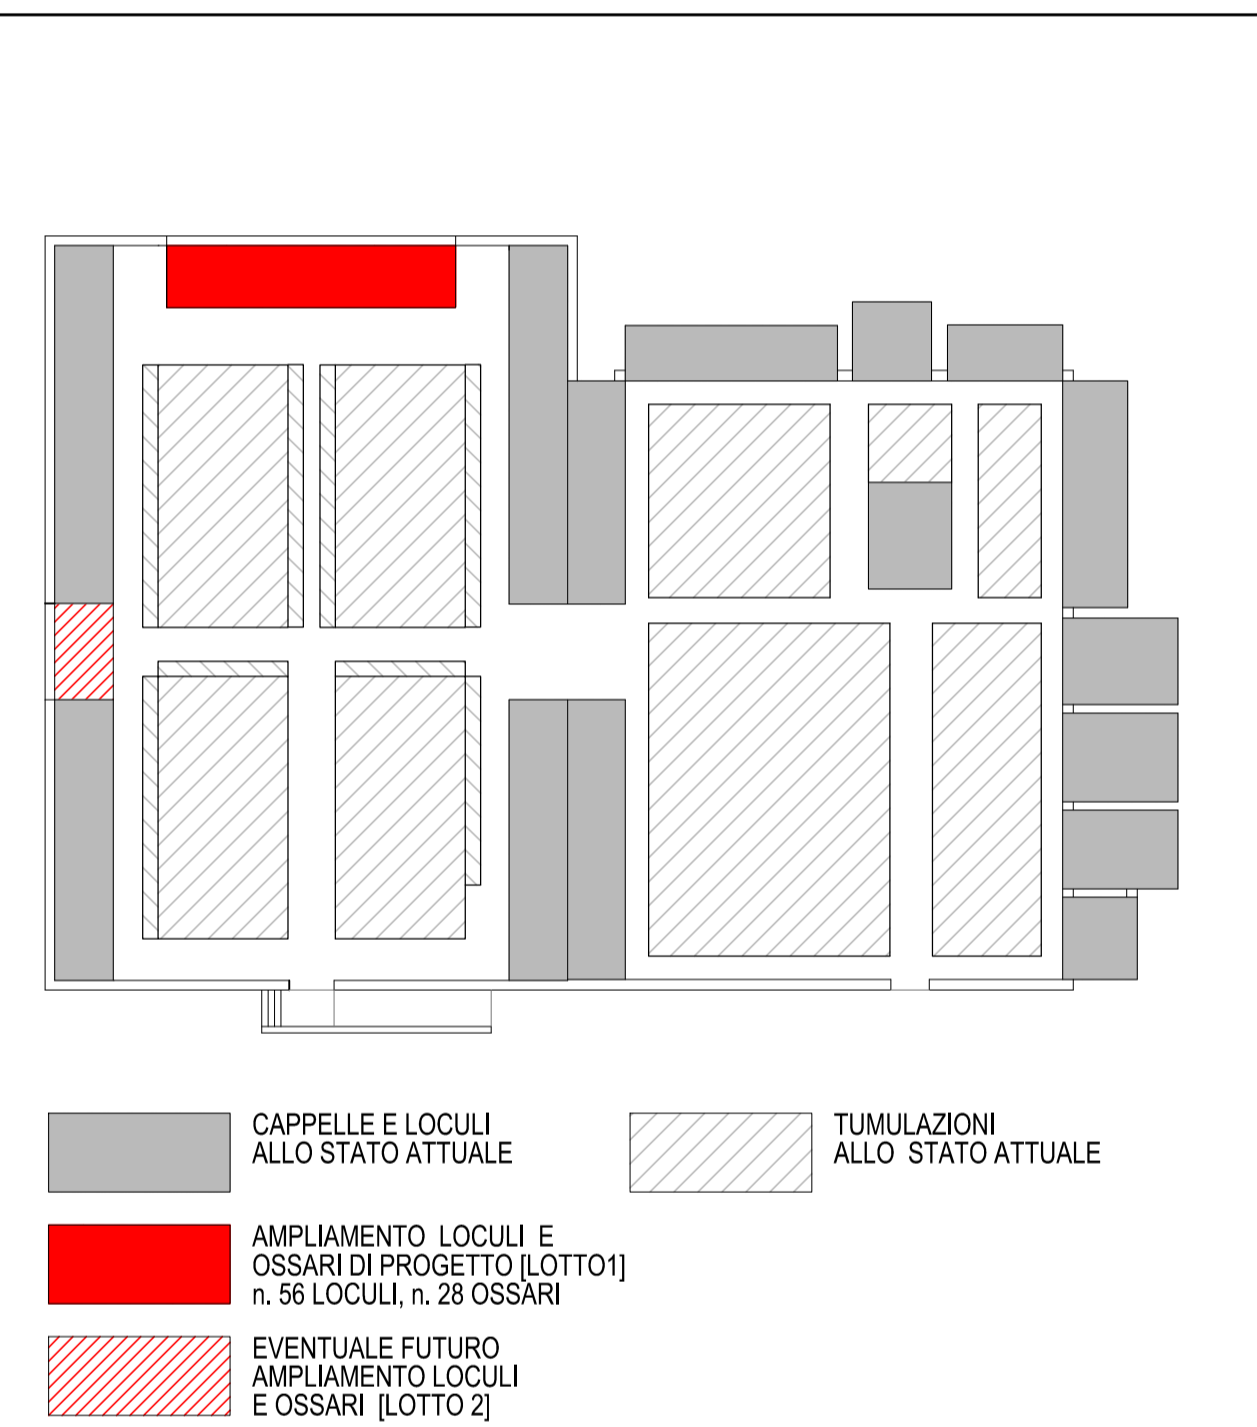 CAPPELLE E LOCULI
ALLO STATO ATTUALE
TUMULAZIONI
ALLO STATO ATTUALE
AMPLIAMENTO LOCULI E
OSSARI DI PROGETTO [LOTTO1]
n. 56 LOCULI, n. 28 OSSARI
EVENTUALE FUTURO
AMPLIAMENTO LOCULI
E OSSARI [LOTTO 2]